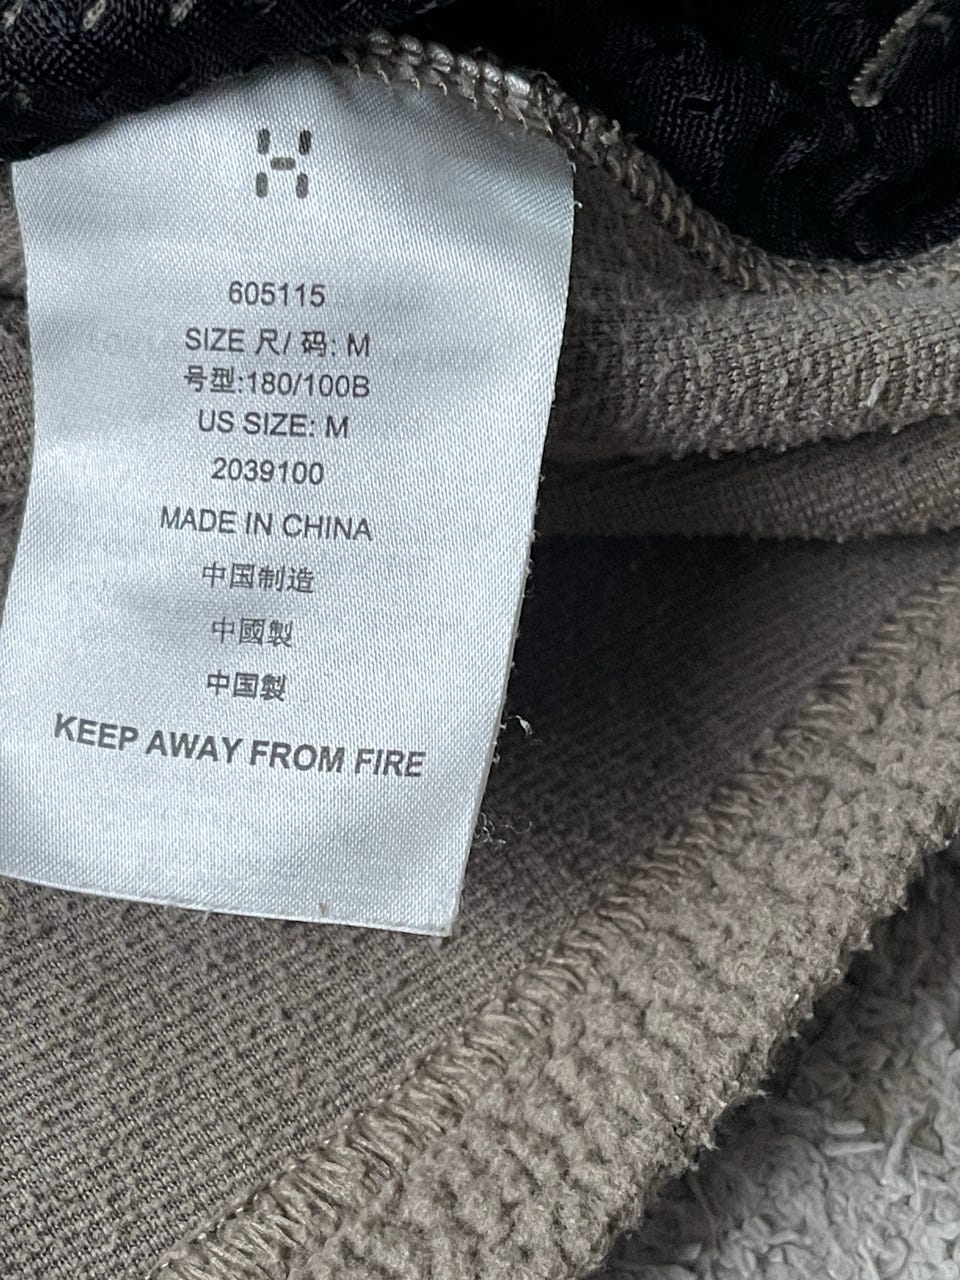 605115
SIZE 尺/ 码: M
号型:180/100B
US SIZE: M
2039100
MADE IN CHINA
中国制造
中國製
中国製
KEEP AWAY FROM FIRE